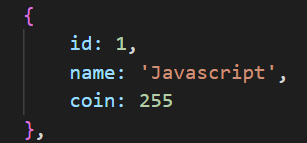 {
id: 1,
name: 'Javascript',
coin: 255
},